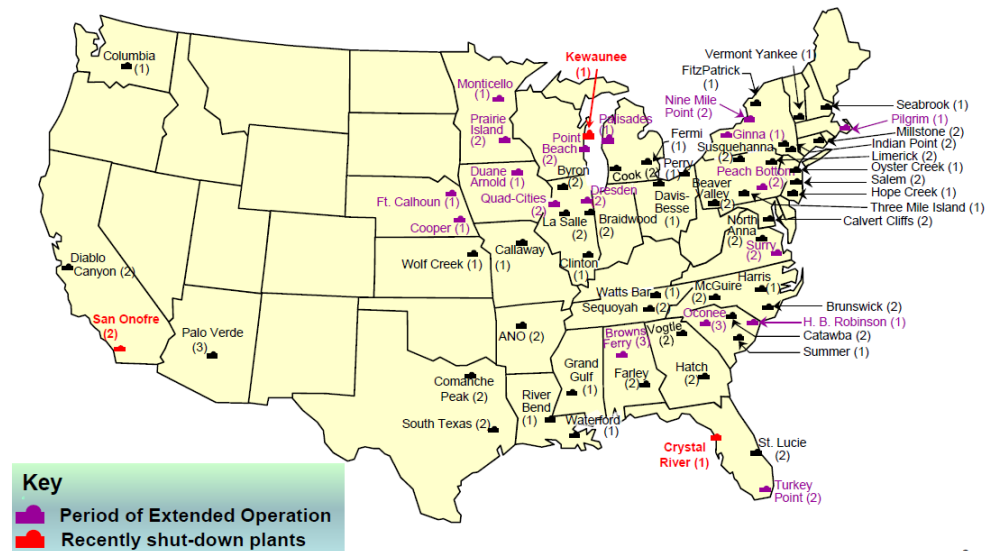 Columbia
(1)
Kewaunee
(1)
Vermont Yankee (1)
FitzPatrick
(1)
Monticello
(1)
Nine Mile
Point (2)
Seabrook (1)
Pilgrim (1)
Millstone (2)
Indian Point (2)
Limerick (2)
Oyster Creek (1)
Salem (2)
Hope Creek (1)
Three Mile Island (1)
Calvert Cliffs (2)
Prairie
Island (2)
Point
Beach
(2)
Palisades
(1)
Fermi
(1)
Ginna (1)
Susquehanna
(2)
Peach Bottom
(2)
Perry
(1)
Beaver
Valley
(2)
Davis-
Besse
(1)
Cook (2)
Byron
(2)
Duane
Arnold (1)
Quad-Cities
(2)
Dresden
(2)
La Salle
(2)
Braidwood
(2)
Clinton
(1)
Ft. Calhoun (1)
Cooper (1)
Wolf Creek (1)
Callaway
(1)
North
Anna
(2)
Surry
(2)
Diablo
Canyon (2)
San Onofre
(2)
Palo Verde
(3)
ANO (2)
Watts Bar (1)
Sequoyah (2)
McGuire
(2)
Harris
(1)
Oconee
(3)
Brunswick (2)
H. B. Robinson (1)
Catawba (2)
Summer (1)
Browns
Ferry (3)
Vogtle
(2)
Hatch
(2)
Farley
(2)
Grand
Gulf
(1)
River
Bend
(1)
Waterford
(1)
Comanche
Peak (2)
South Texas (2)
Crystal
River (1)
St. Lucie
(2)
Turkey
Point (2)
Key
Period of Extended Operation
Recently shut-down plants